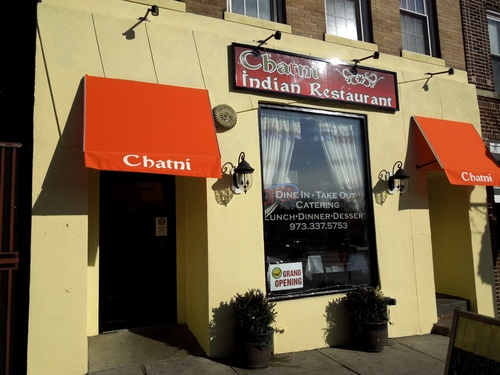 Chatni
Indian Restaurant
Chatni
Chatni
DINE IN - TAKE OUT
CATERING
LUNCH•DINNER•DESSERT
973.337.5753
GRAND
OPENING